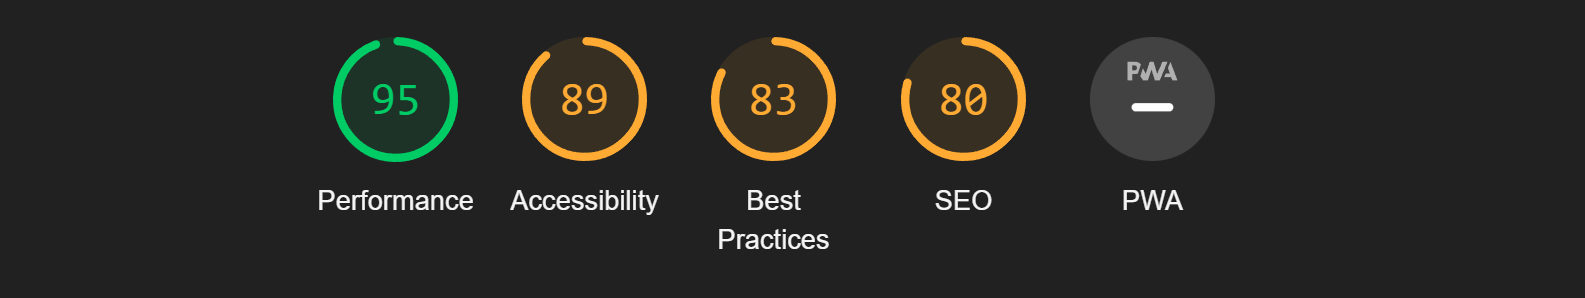 95
89
83
80
PWA
Performance
Accessibility
Best
Practices
SEO
PWA